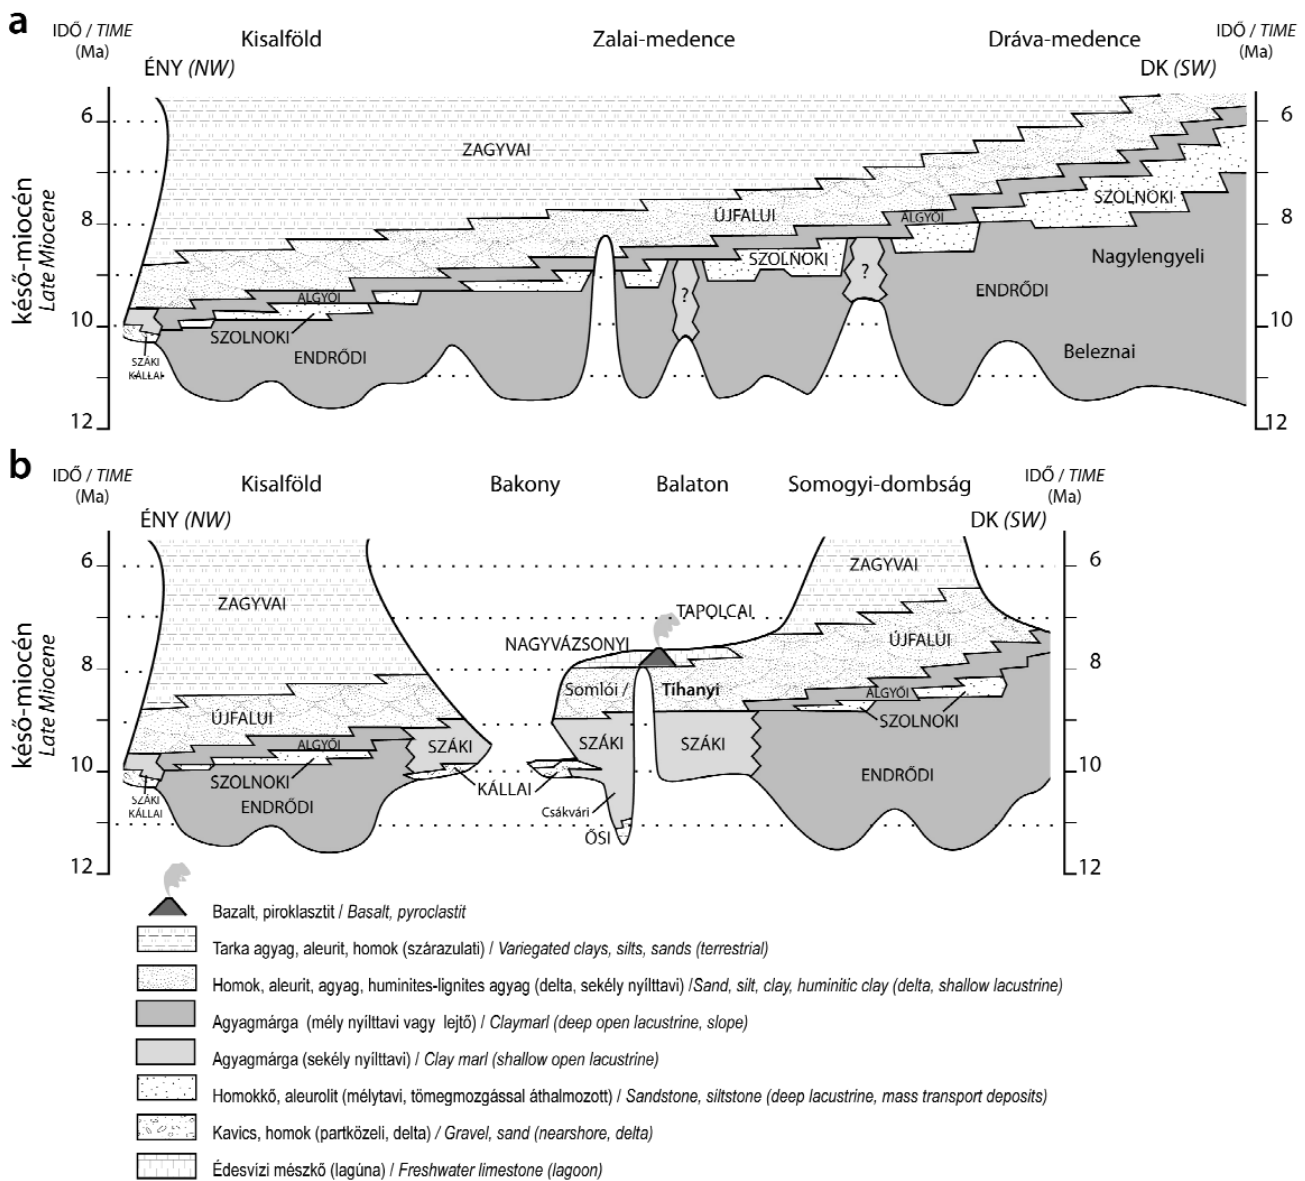 a
IDŐ / TIME
(Ma)
Kisalföld
Zalai-medence
Dráva-medence
IDŐ / TIME
(Ma)
ÉNY (NW)
DK (SW)
6
6
ZAGYVAI
késő-miocén
Late Miocene
8
8
ÚJFALUI
ALGYŐI
SZOLNOKI
SZOLNOKI
Nagylengyeli
?
?
ENDRŐDI
ALGYŐI
10
10
SZOLNOKI
SZÁKI
KÁLLAI
ENDRŐDI
Beleznai
12
12
b
IDŐ / TIME
(Ma)
Kisalföld
Bakony
Balaton
Somogyi-dombság
IDŐ / TIME
(Ma)
ÉNY (NW)
DK (SW)
6
6
ZAGYVAI
ZAGYVAI
TAPOLCAI
NAGYVÁZSONYI
ÚJFALUI
késő-miocén
Late Miocene
8
8
Somlói /
Tihanyi
ALGYŐI
ÚJFALUI
SZOLNOKI
ALGYŐI
SZÁKI
SZÁKI
SZÁKI
10
10
SZOLNOKI
KÁLLAI
ENDRŐDI
SZÁKI
KÁLLAI
ENDRŐDI
Csákvári
ŐSI
12
12
Bazalt, piroklasztit / Basalt, pyroclastit
Tarka agyag, aleurit, homok (szárazulati) / Variegated clays, silts, sands (terrestrial)
Homok, aleurit, agyag, huminites-lignites agyag (delta, sekély nyílttavi) /Sand, silt, clay, huminitic clay (delta, shallow lacustrine)
Agyagmárga (mély nyílttavi vagy lejtő) / Claymarl (deep open lacustrine, slope)
Agyagmárga (sekély nyílttavi) / Clay marl (shallow open lacustrine)
Homokkő, aleurolit (mélytavi, tömegmozgással áthalmozott) / Sandstone, siltstone (deep lacustrine, mass transport deposits)
Kavics, homok (partközeli, delta) / Gravel, sand (nearshore, delta)
Édesvízi mészkő (lagúna) / Freshwater limestone (lagoon)